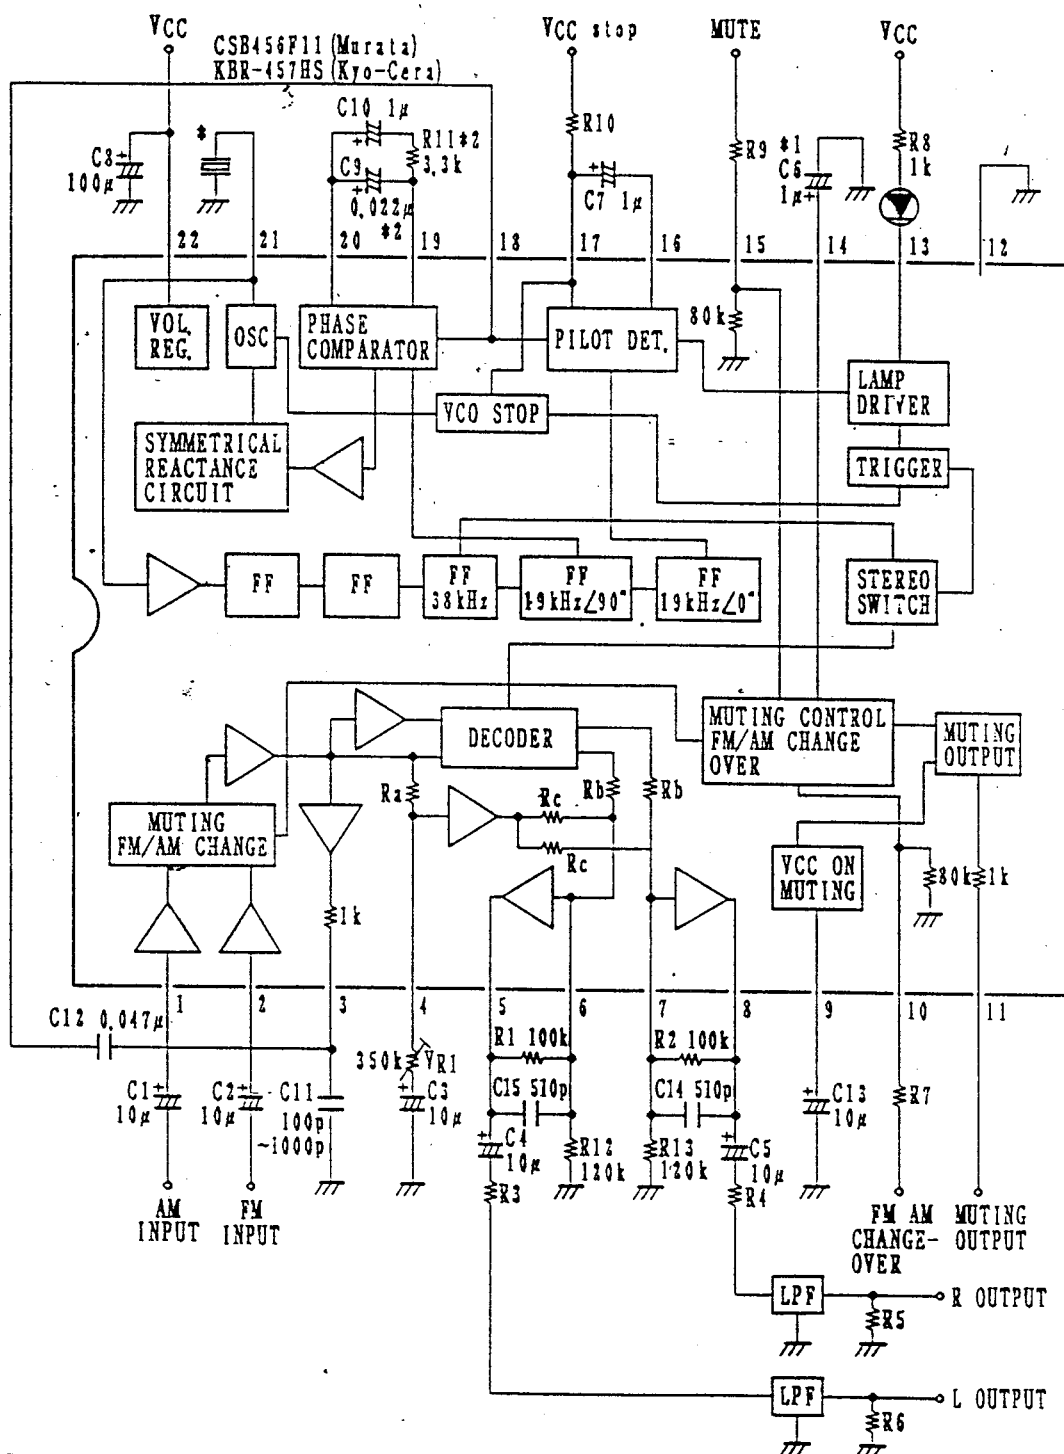 VCC
CSB456F11 (Murata)
KBR-457HS (Kyo-Cera)
VCC stop
MUTE
VCC
C8
100μ
*
C10 1μ
R11*2
3.3k
C9
0.022μ
*2
R10
C7 1μ
R9
*1
C6
1μ
R8
1k
22
21
20
19
18
17
16
15
14
13
12
VOL.
REG.
OSC
PHASE
COMPARATOR
PILOT DET.
80k
LAMP
DRIVER
VCO STOP
SYMMETRICAL
REACTANCE
CIRCUIT
TRIGGER
FF
FF
FF
38kHz
FF
19kHz∠90°
FF
19kHz∠0°
STEREO
SWITCH
DECODER
MUTING CONTROL
FM/AM CHANGE
OVER
MUTING
OUTPUT
Ra
Rc
Rb
Rb
Rc
MUTING
FM/AM CHANGE
VCC ON
MUTING
80k
1k
1k
1
2
3
4
5
6
7
8
9
10
11
C12 0.047μ
350k
VR1
R1 100k
R2 100k
C1
10μ
C2
10μ
C11
100p
~1000p
C3
10μ
C15 510p
C14 510p
C13
10μ
R7
C4
10μ
R12
120k
R13
120k
C5
10μ
R3
R4
AM
INPUT
FM
INPUT
FM AM
CHANGE-
OVER
MUTING
OUTPUT
LPF
R OUTPUT
R5
LPF
L OUTPUT
R6